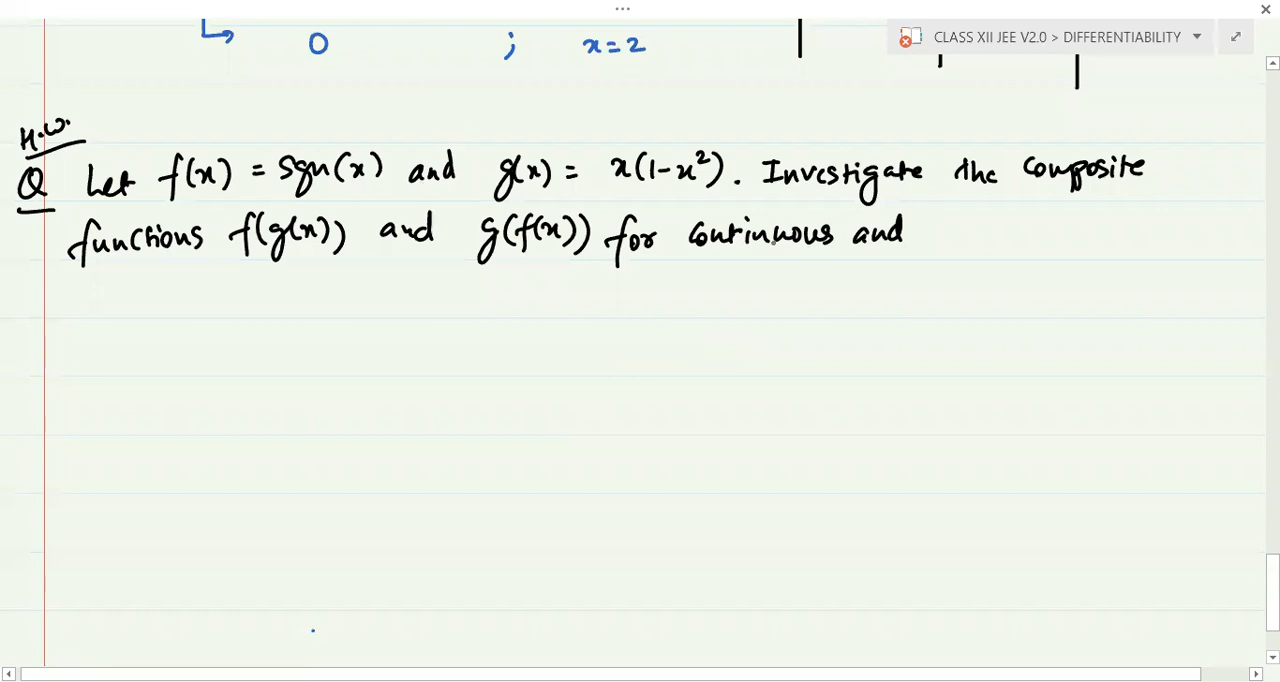 CLASS XII JEE V2.0 > DIFFERENTIABILITY
0 ; x=2
H.W.
Q Let f(x) = sgn(x) and g(x) = x(1-x²). Investigate the composite
functions f(g(x)) and g(f(x)) for continuous and